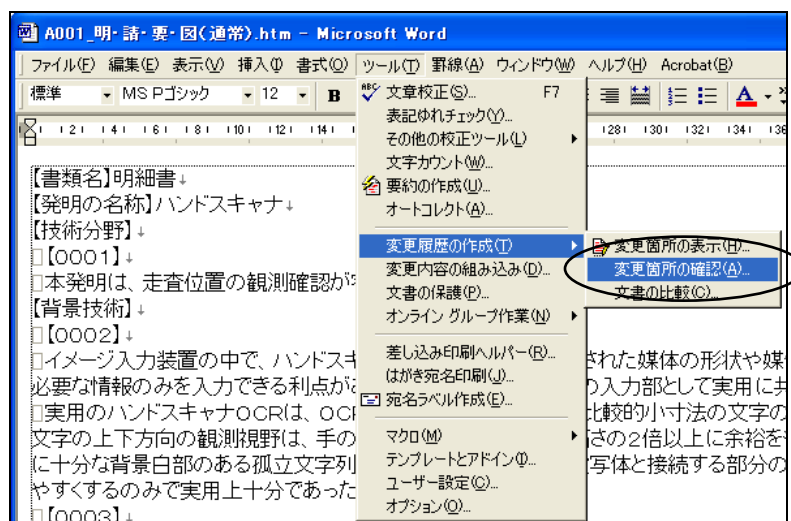 A001_明・請・要・図(通常).htm - Microsoft Word
ファイル(F) 編集(E) 表示(V) 挿入(I) 書式(O) ツール(T) 罫線(A) ウィンドウ(W) ヘルプ(H) Acrobat(B)
標準 MS Pゴシック 12 B
2 4 6 8 10 12 14 28 30 32 34 36
文章校正(S)... F7
表記ゆれチェック(Y)...
その他の校正ツール(L)
文字カウント(W)...
要約の作成(U)...
オートコレクト(A)...
変更履歴の作成(T)
変更内容の組み込み(D)...
文書の保護(P)...
オンライン グループ作業(N)
差し込み印刷ヘルパー(R)...
はがき宛名印刷(J)...
宛名ラベル作成(E)...
マクロ(M)
テンプレートとアドイン(I)...
ユーザー設定(C)...
オプション(O)...
変更箇所の表示(H)...
変更箇所の確認(A)...
文書の比較(C)...
【書類名】明細書↓
【発明の名称】ハンドスキャナ↓
【技術分野】↓
【0001】↓
本発明は、走査位置の観測確認が
【背景技術】↓
【0002】↓
イメージ入力装置の中で、ハンドスキ された媒体の形状や媒
必要な情報のみを入力できる利点が の入力部として実用に
実用のハンドスキャナOCRは、OC 比較的小寸法の文字の
文字の上下方向の観測視野は、手の さの2倍以上に余裕を
に十分な背景白部のある孤立文字列 写体と接続する部分の
やすくするのみで実用上十分であった
【0003】↓